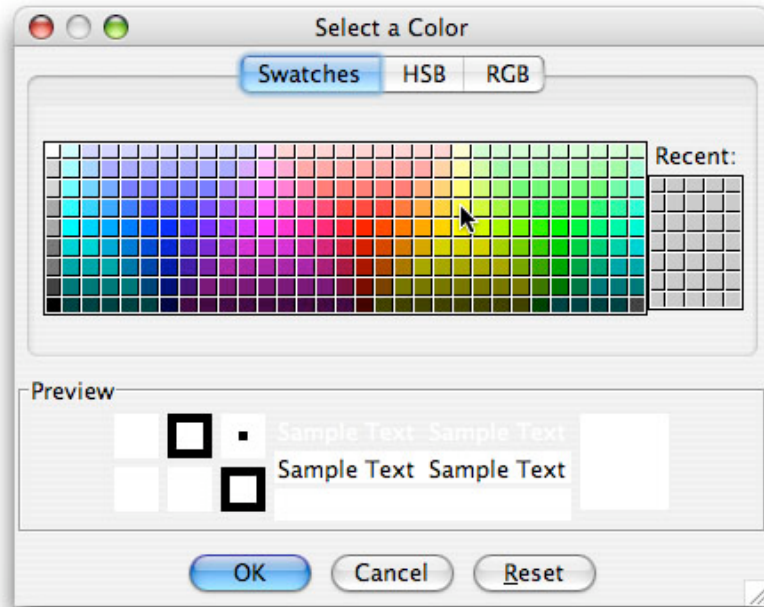 Select a Color
Swatches HSB RGB
Recent:
Preview
Sample Text Sample Text
Sample Text Sample Text
OK Cancel Reset